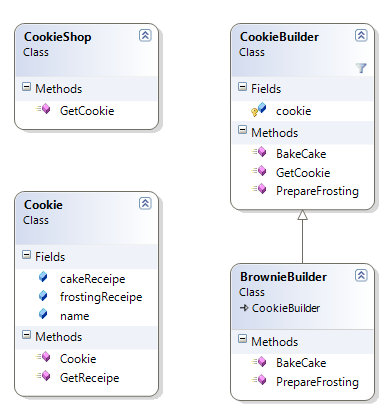 CookieShop
Class
Methods
GetCookie
CookieBuilder
Class
Fields
cookie
Methods
BakeCake
GetCookie
PrepareFrosting
Cookie
Class
Fields
cakeReceipe
frostingReceipe
name
Methods
Cookie
GetReceipe
BrownieBuilder
Class
CookieBuilder
Methods
BakeCake
PrepareFrosting